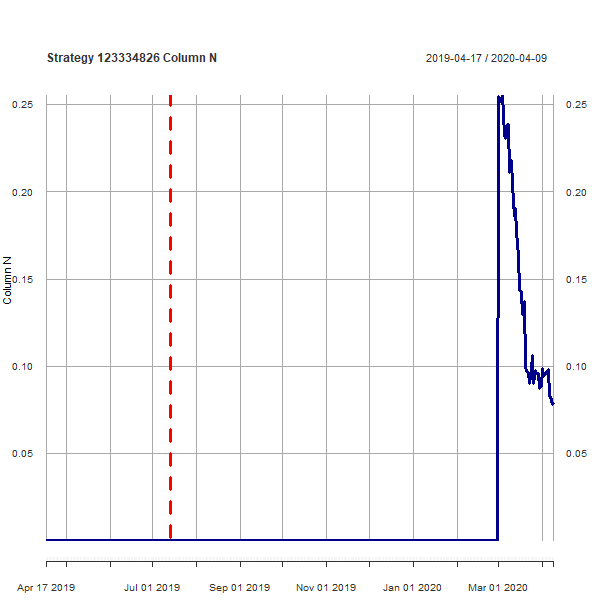 Strategy 123334826 Column N
2019-04-17 / 2020-04-09
0.25
0.25
0.20
0.20
0.15
0.15
Column N
0.10
0.10
0.05
0.05
Apr 17 2019
Jul 01 2019
Sep 01 2019
Nov 01 2019
Jan 01 2020
Mar 01 2020